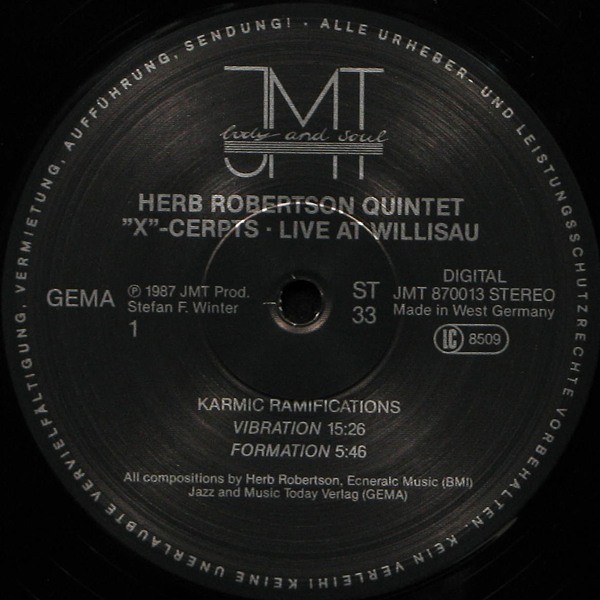 ALLE URHEBER- UND LEISTUNGSSCHUTZRECHTE VORBEHALTEN. KEIN VERLEIH! KEINE UNERLAUBTE VERVIELFÄLTIGUNG, VERMIETUNG, AUFFÜHRUNG, SENDUNG! ·
JMT
body and soul
HERB ROBERTSON QUINTET
"X"-CERPTS · LIVE AT WILLISAU
GEMA
℗ 1987 JMT Prod.
Stefan F. Winter
1
ST
33
DIGITAL
JMT 870013 STEREO
Made in West Germany
LC 8509
KARMIC RAMIFICATIONS
VIBRATION 15:26
FORMATION 5:46
All compositions by Herb Robertson, Ecneralc Music (BMI)
Jazz and Music Today Verlag (GEMA)